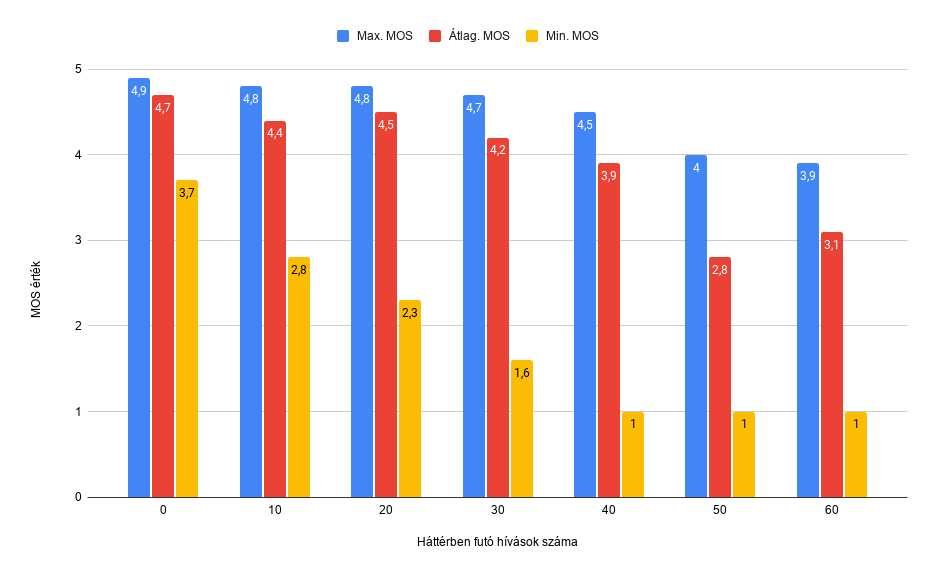 Max. MOS Átlag. MOS Min. MOS
5
4
3
2
1
0
MOS érték
4,9 4,7 3,7
4,8 4,4 2,8
4,8 4,5 2,3
4,7 4,2 1,6
4,5 3,9 1
4 2,8 1
3,9 3,1 1
0 10 20 30 40 50 60
Háttérben futó hívások száma